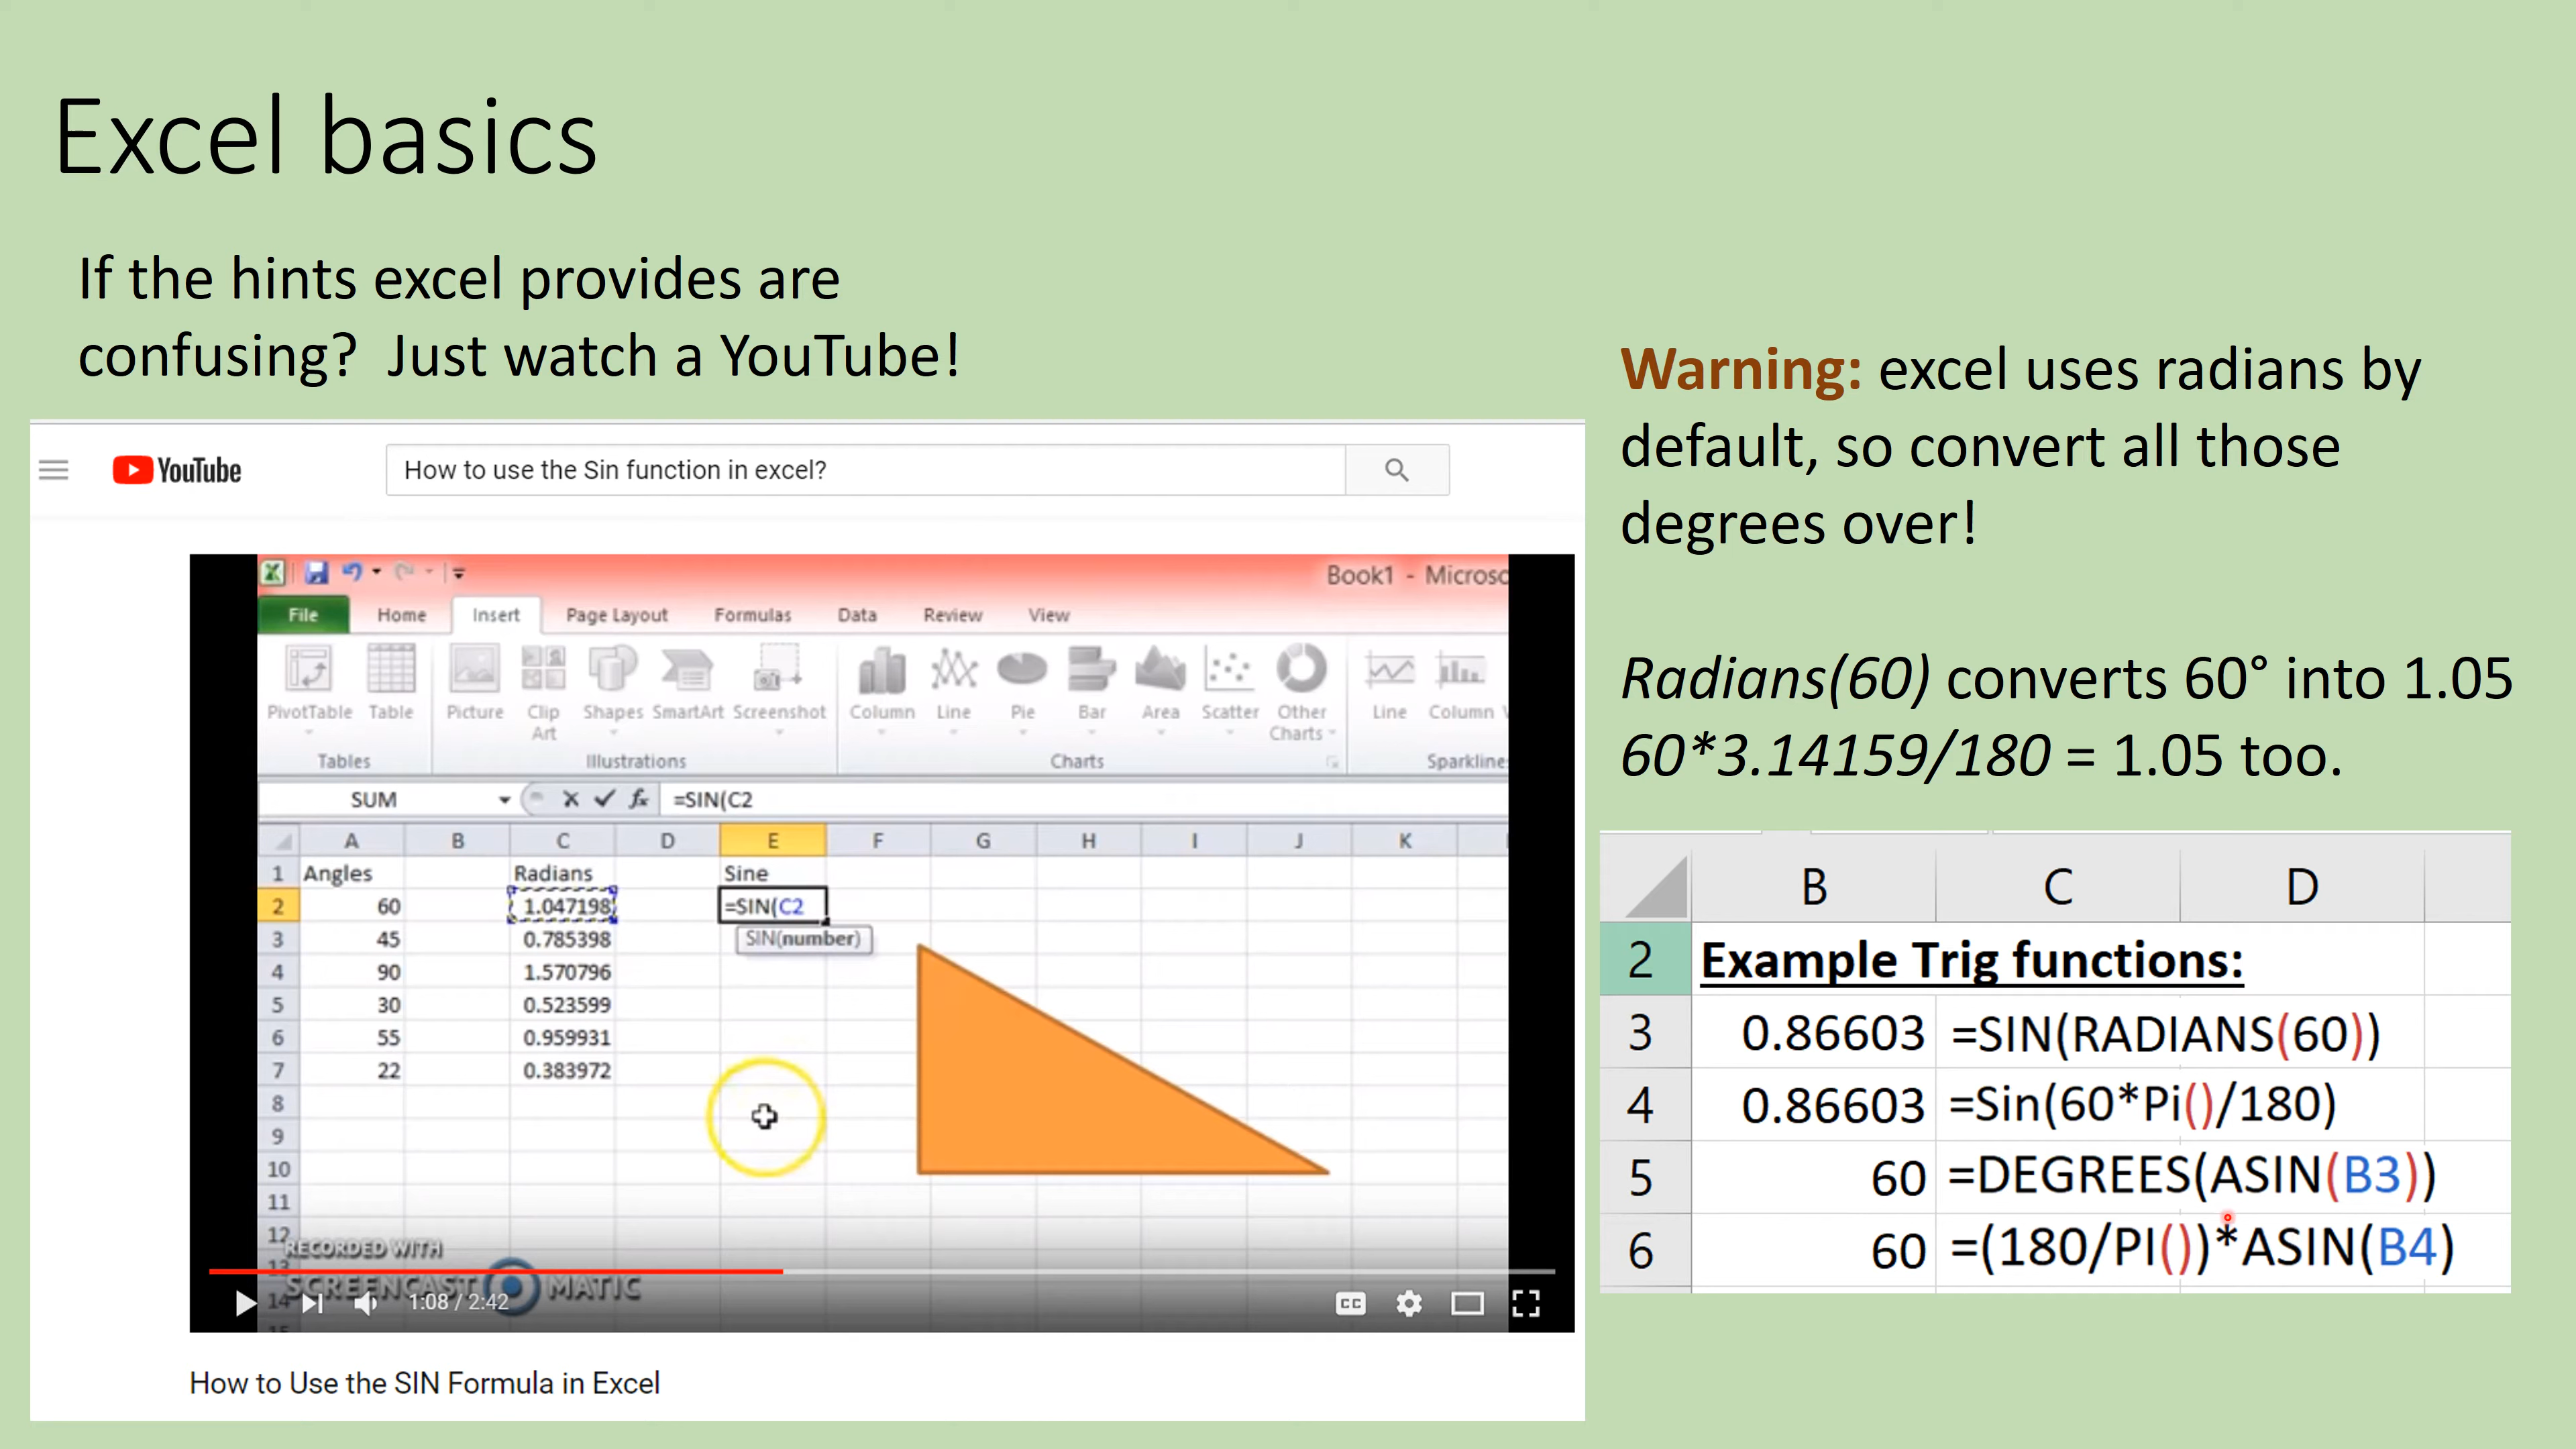 Excel basics
If the hints excel provides are
confusing?  Just watch a YouTube!
Warning: excel uses radians by
default, so convert all those
degrees over!
Radians(60) converts 60° into 1.05
60*3.14159/180 = 1.05 too.
YouTube
How to use the Sin function in excel?
Book1 - Microso
File Home Insert Page Layout Formulas Data Review View
PivotTable Table Picture Clip Art Shapes SmartArt Screenshot Column Line Pie Bar Area Scatter Other Charts Line Column
Tables Illustrations Charts Sparkline
SUM fx =SIN(C2
A B C D E F G H I J K
1 Angles Radians Sine
2 60 1.047198 =SIN(C2
SIN(number)
3 45 0.785398
4 90 1.570796
5 30 0.523599
6 55 0.959931
7 22 0.383972
8
9
10
11
12
RECORDED WITH
13
SCREENCAST MATIC
14
1:08 / 2:42 CC
How to Use the SIN Formula in Excel
B C D
2 Example Trig functions:
3 0.86603 =SIN(RADIANS(60))
4 0.86603 =Sin(60*Pi()/180)
5 60 =DEGREES(ASIN(B3))
6 60 =(180/PI())*ASIN(B4)